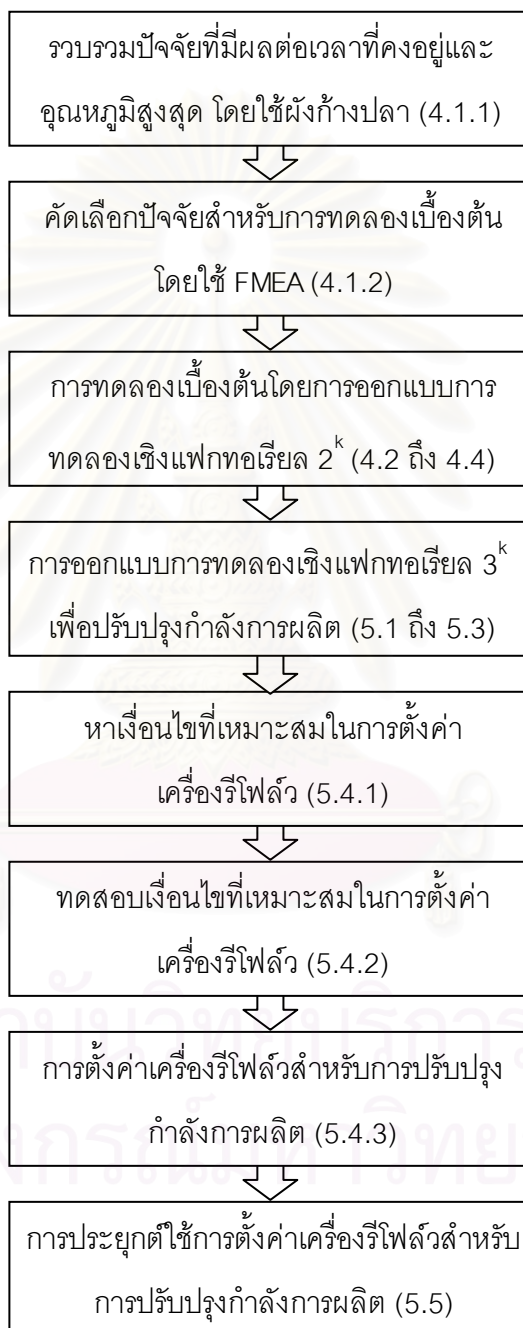 รวบรวมปัจจัยที่มีผลต่อเวลาที่คงอยู่และ
อุณหภูมิสูงสุด โดยใช้ผังก้างปลา (4.1.1)
คัดเลือกปัจจัยสำหรับการทดลองเบื้องต้น
โดยใช้ FMEA (4.1.2)
การทดลองเบื้องต้นโดยการออกแบบการ
ทดลองเชิงแฟกทอเรียล 2^k (4.2 ถึง 4.4)
การออกแบบการทดลองเชิงแฟกทอเรียล 3^k
เพื่อปรับปรุงกำลังการผลิต (5.1 ถึง 5.3)
หาเงื่อนไขที่เหมาะสมในการตั้งค่า
เครื่องรีโฟล์ว (5.4.1)
ทดสอบเงื่อนไขที่เหมาะสมในการตั้งค่า
เครื่องรีโฟล์ว (5.4.2)
การตั้งค่าเครื่องรีโฟล์วสำหรับการปรับปรุง
กำลังการผลิต (5.4.3)
การประยุกต์ใช้การตั้งค่าเครื่องรีโฟล์วสำหรับ
การปรับปรุงกำลังการผลิต (5.5)